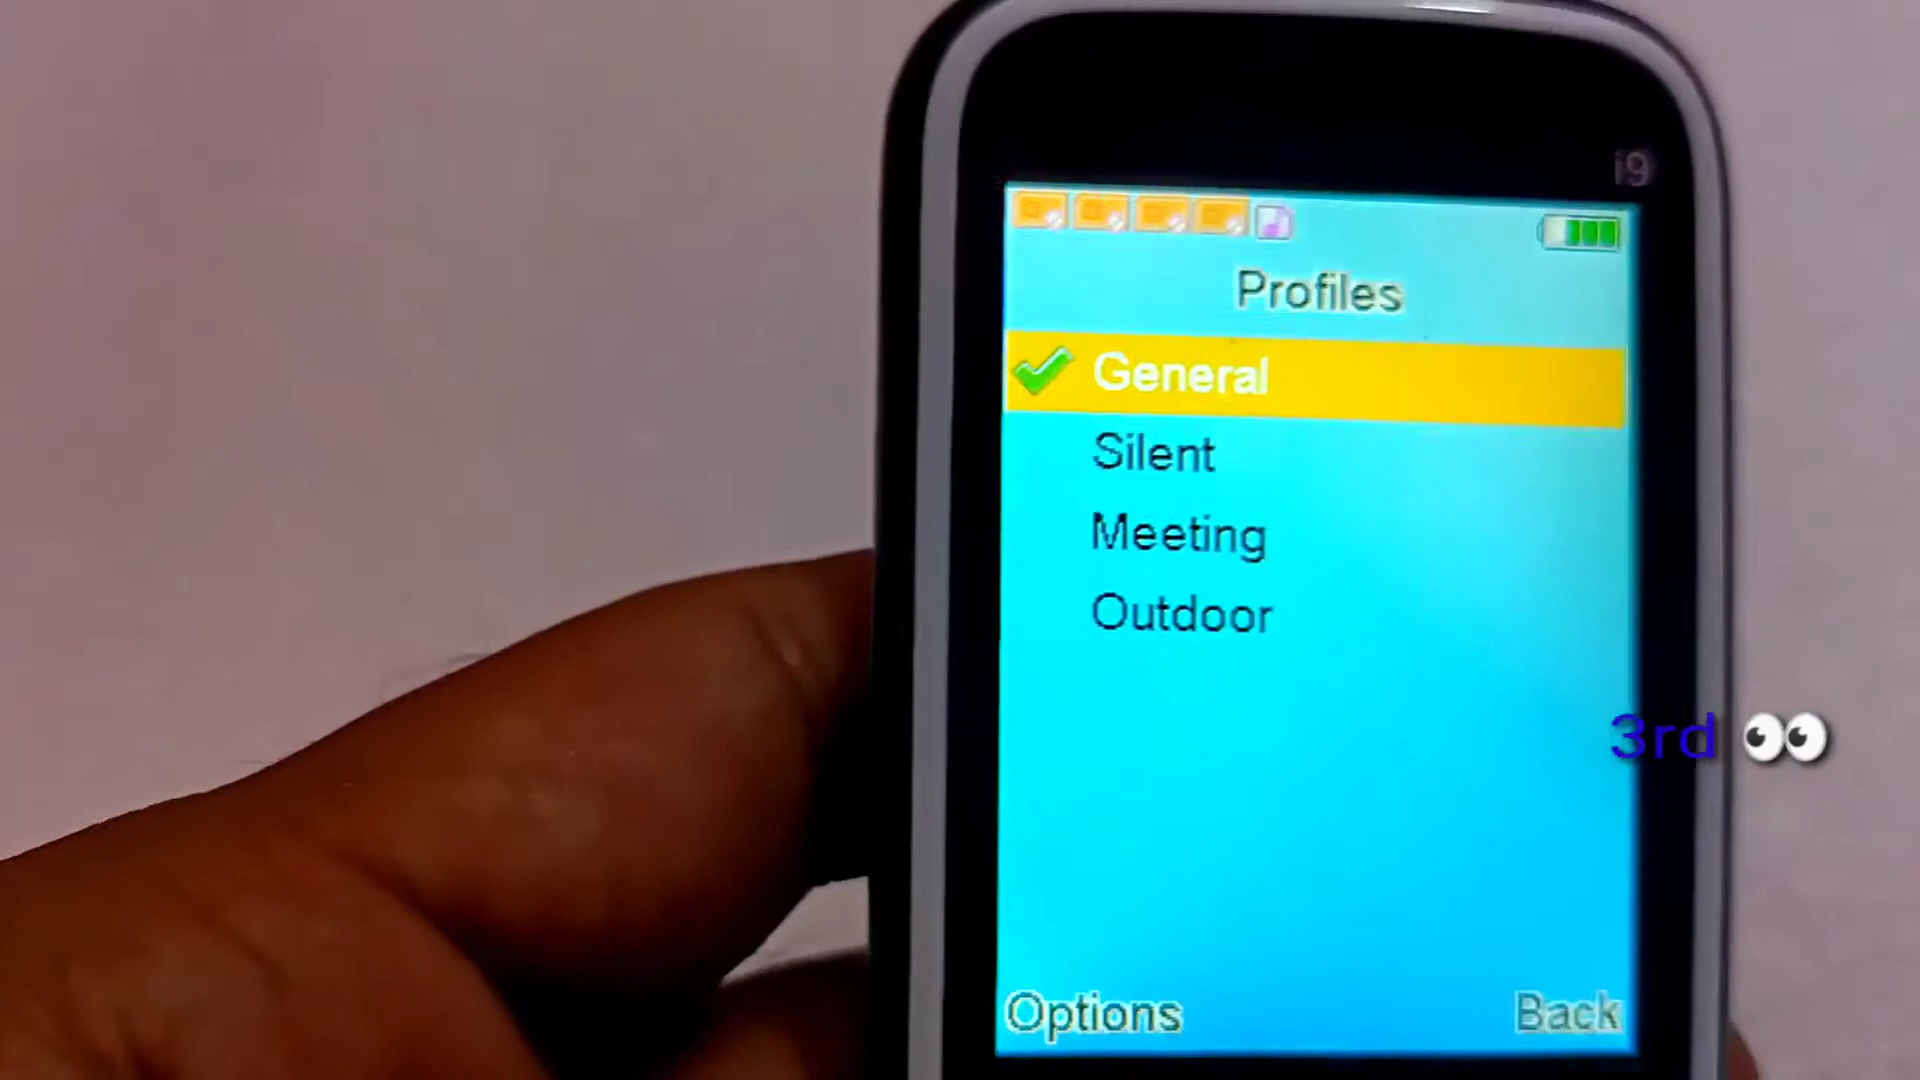 i9
Profiles
General
Silent
Meeting
Outdoor
3rd 👀
Options
Back